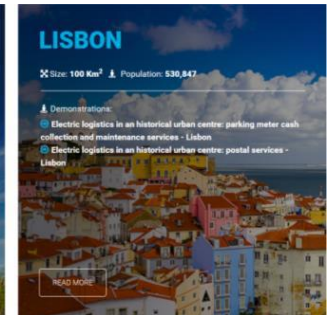 LISBON
Size: 100 Km² Population: 530,847
Demonstrations:
Electric logistics in an historical urban centre: parking meter cash
collection and maintenance services - Lisbon
Electric logistics in an historical urban centre: postal services -
Lisbon
READ MORE